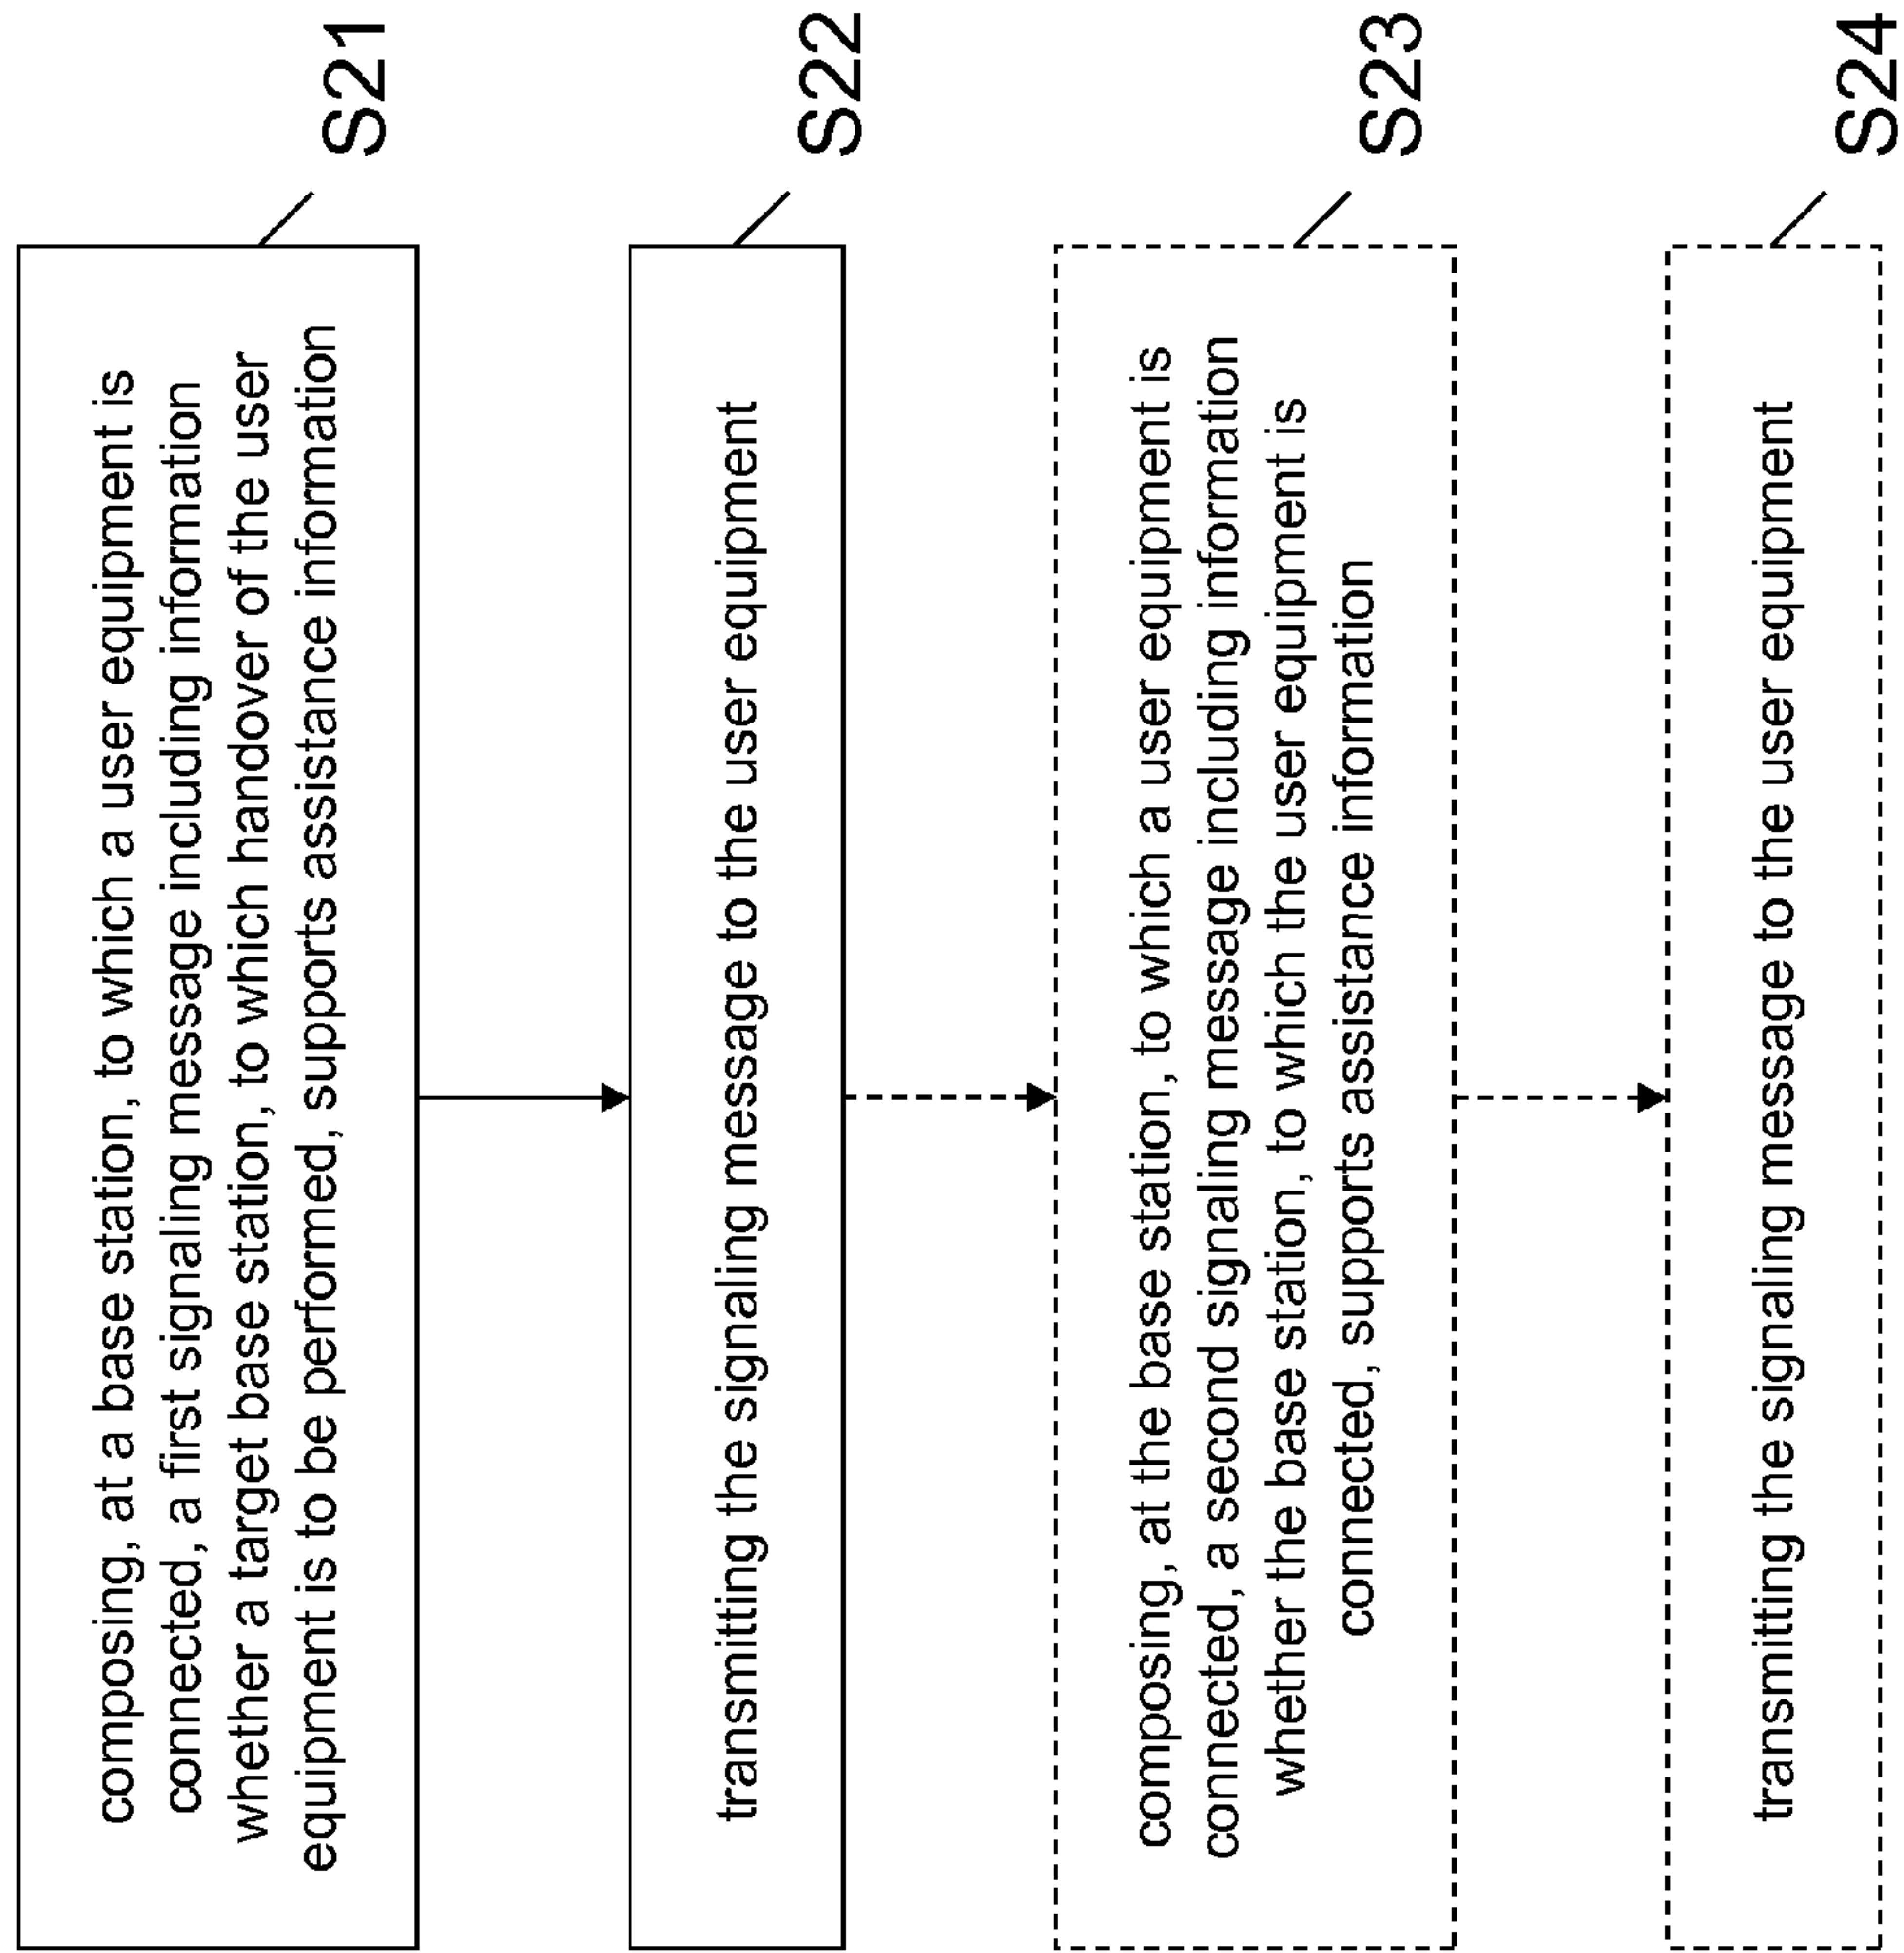 composing, at a base station, to which a user equipment is
connected, a first signaling message including information
whether a target base station, to which handover of the user
equipment is to be performed, supports assistance information
S21
transmitting the signaling message to the user equipment
S22
composing, at the base station, to which a user equipment is
connected, a second signaling message including information
whether the base station, to which the user equipment is
connected, supports assistance information
S23
transmitting the signaling message to the user equipment
S24